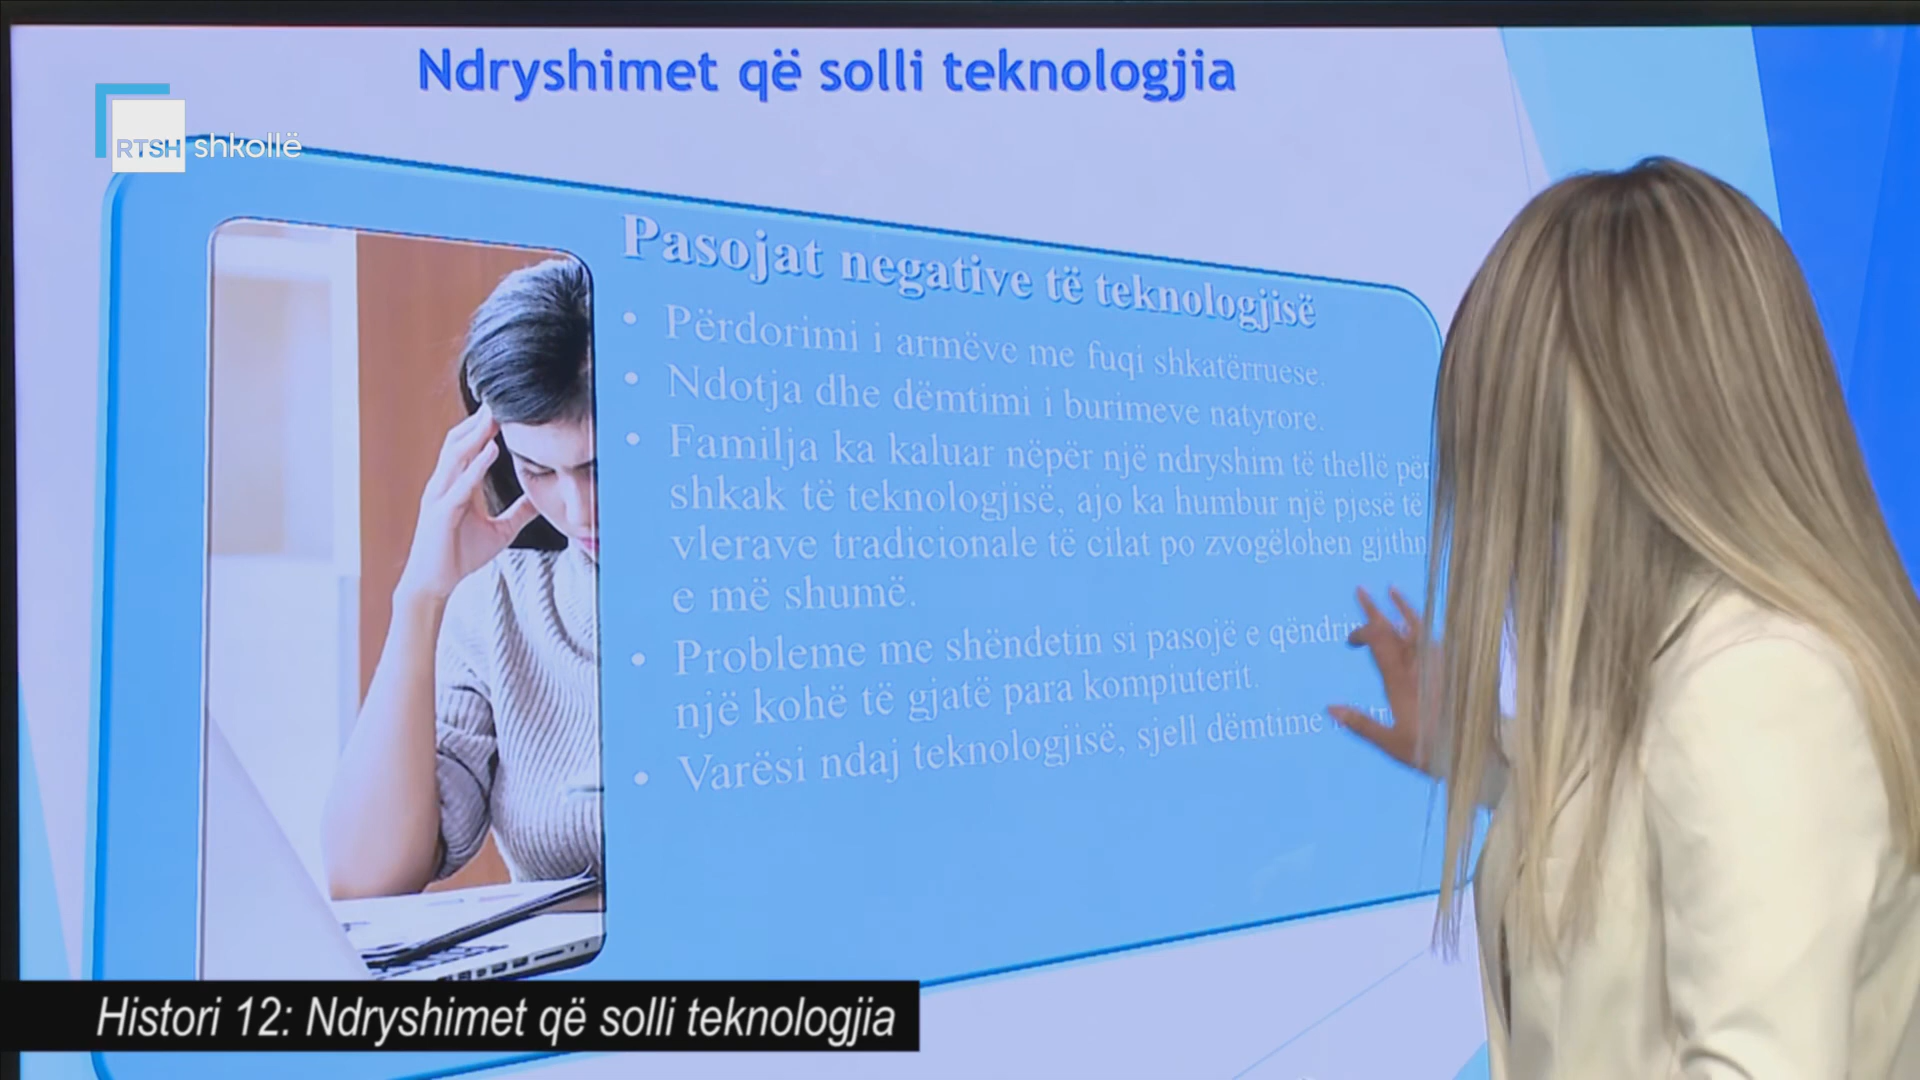 Ndryshimet që solli teknologjia
RTSH shkollë
Pasojat negative të teknologjisë
• Përdorimi i armëve me fuqi shkatërruese.
• Ndotja dhe dëmtimi i burimeve natyrore.
• Familja ka kaluar nëpër një ndryshim të thellë për
shkak të teknologjisë, ajo ka humbur një pjesë të
vlerave tradicionale të cilat po zvogëlohen
e më shumë.
• Probleme me shëndetin si pasojë e
një kohë të gjatë para kompiuterit.
• Varësi ndaj teknologjisë, sjell dëmtime
Histori 12: Ndryshimet që solli teknologjia